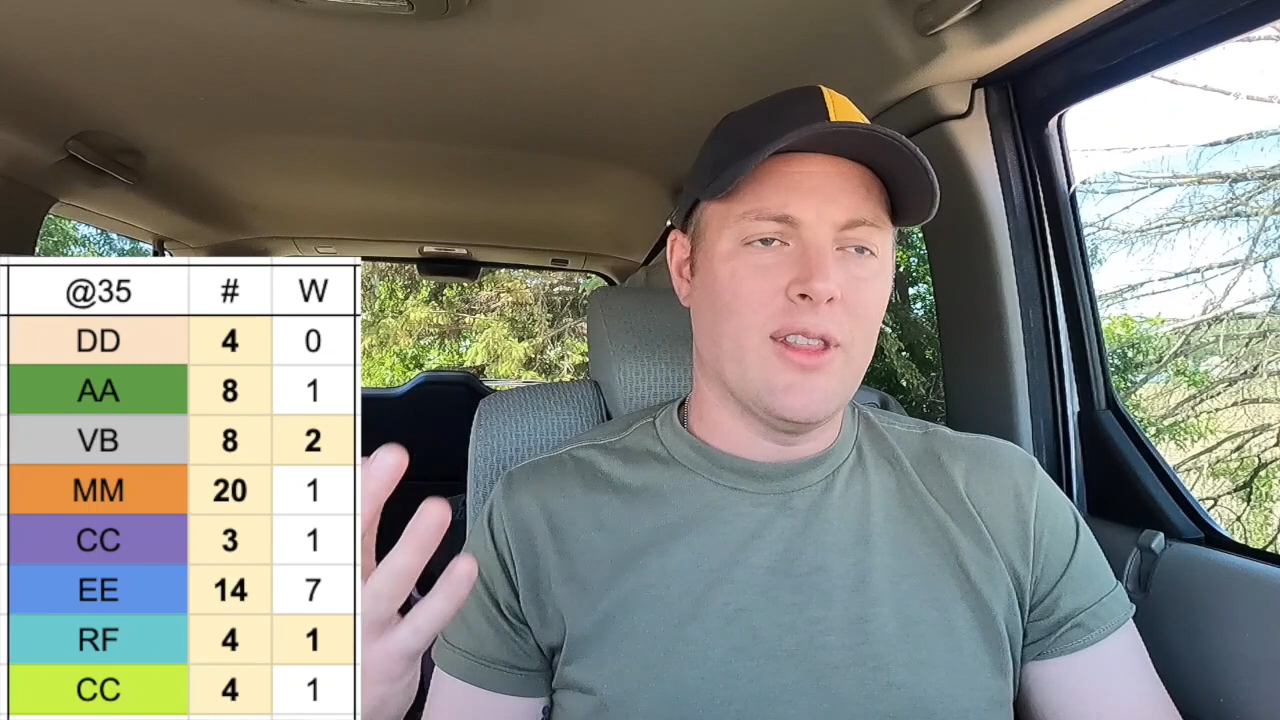 @35 # W
DD 4 0
AA 8 1
VB 8 2
MM 20 1
CC 3 1
EE 14 7
RF 4 1
CC 4 1